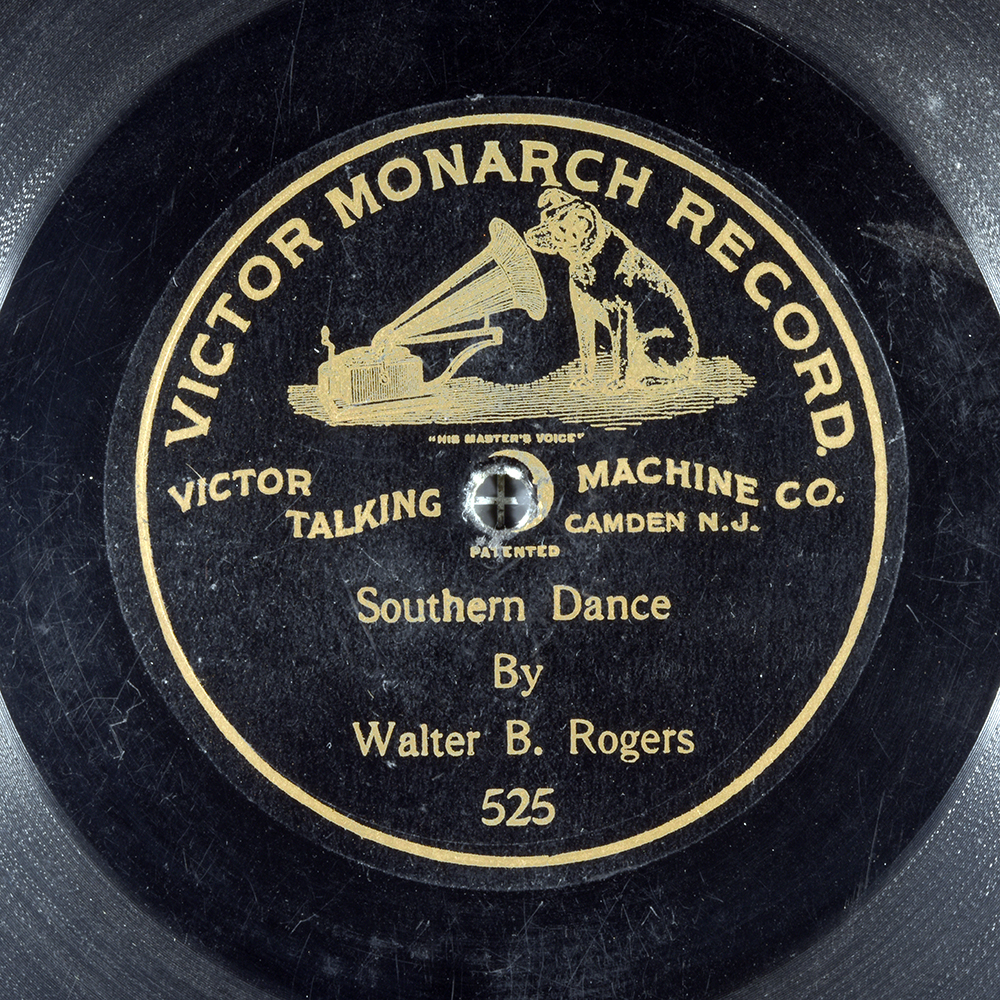 VICTOR MONARCH RECORD.
"HIS MASTER'S VOICE"
VICTOR TALKING MACHINE CO.
CAMDEN N.J.
PATENTED
Southern Dance
By
Walter B. Rogers
525